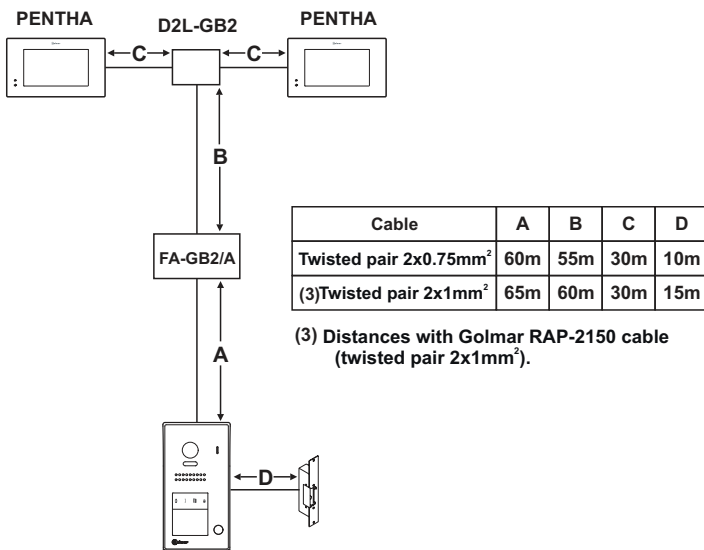 PENTHA D2L-GB2 PENTHA
C C
B
FA-GB2/A
A
D
Cable A B C D
Twisted pair 2x0.75mm² 60m 55m 30m 10m
(3)Twisted pair 2x1mm² 65m 60m 30m 15m
(3) Distances with Golmar RAP-2150 cable
(twisted pair 2x1mm²).